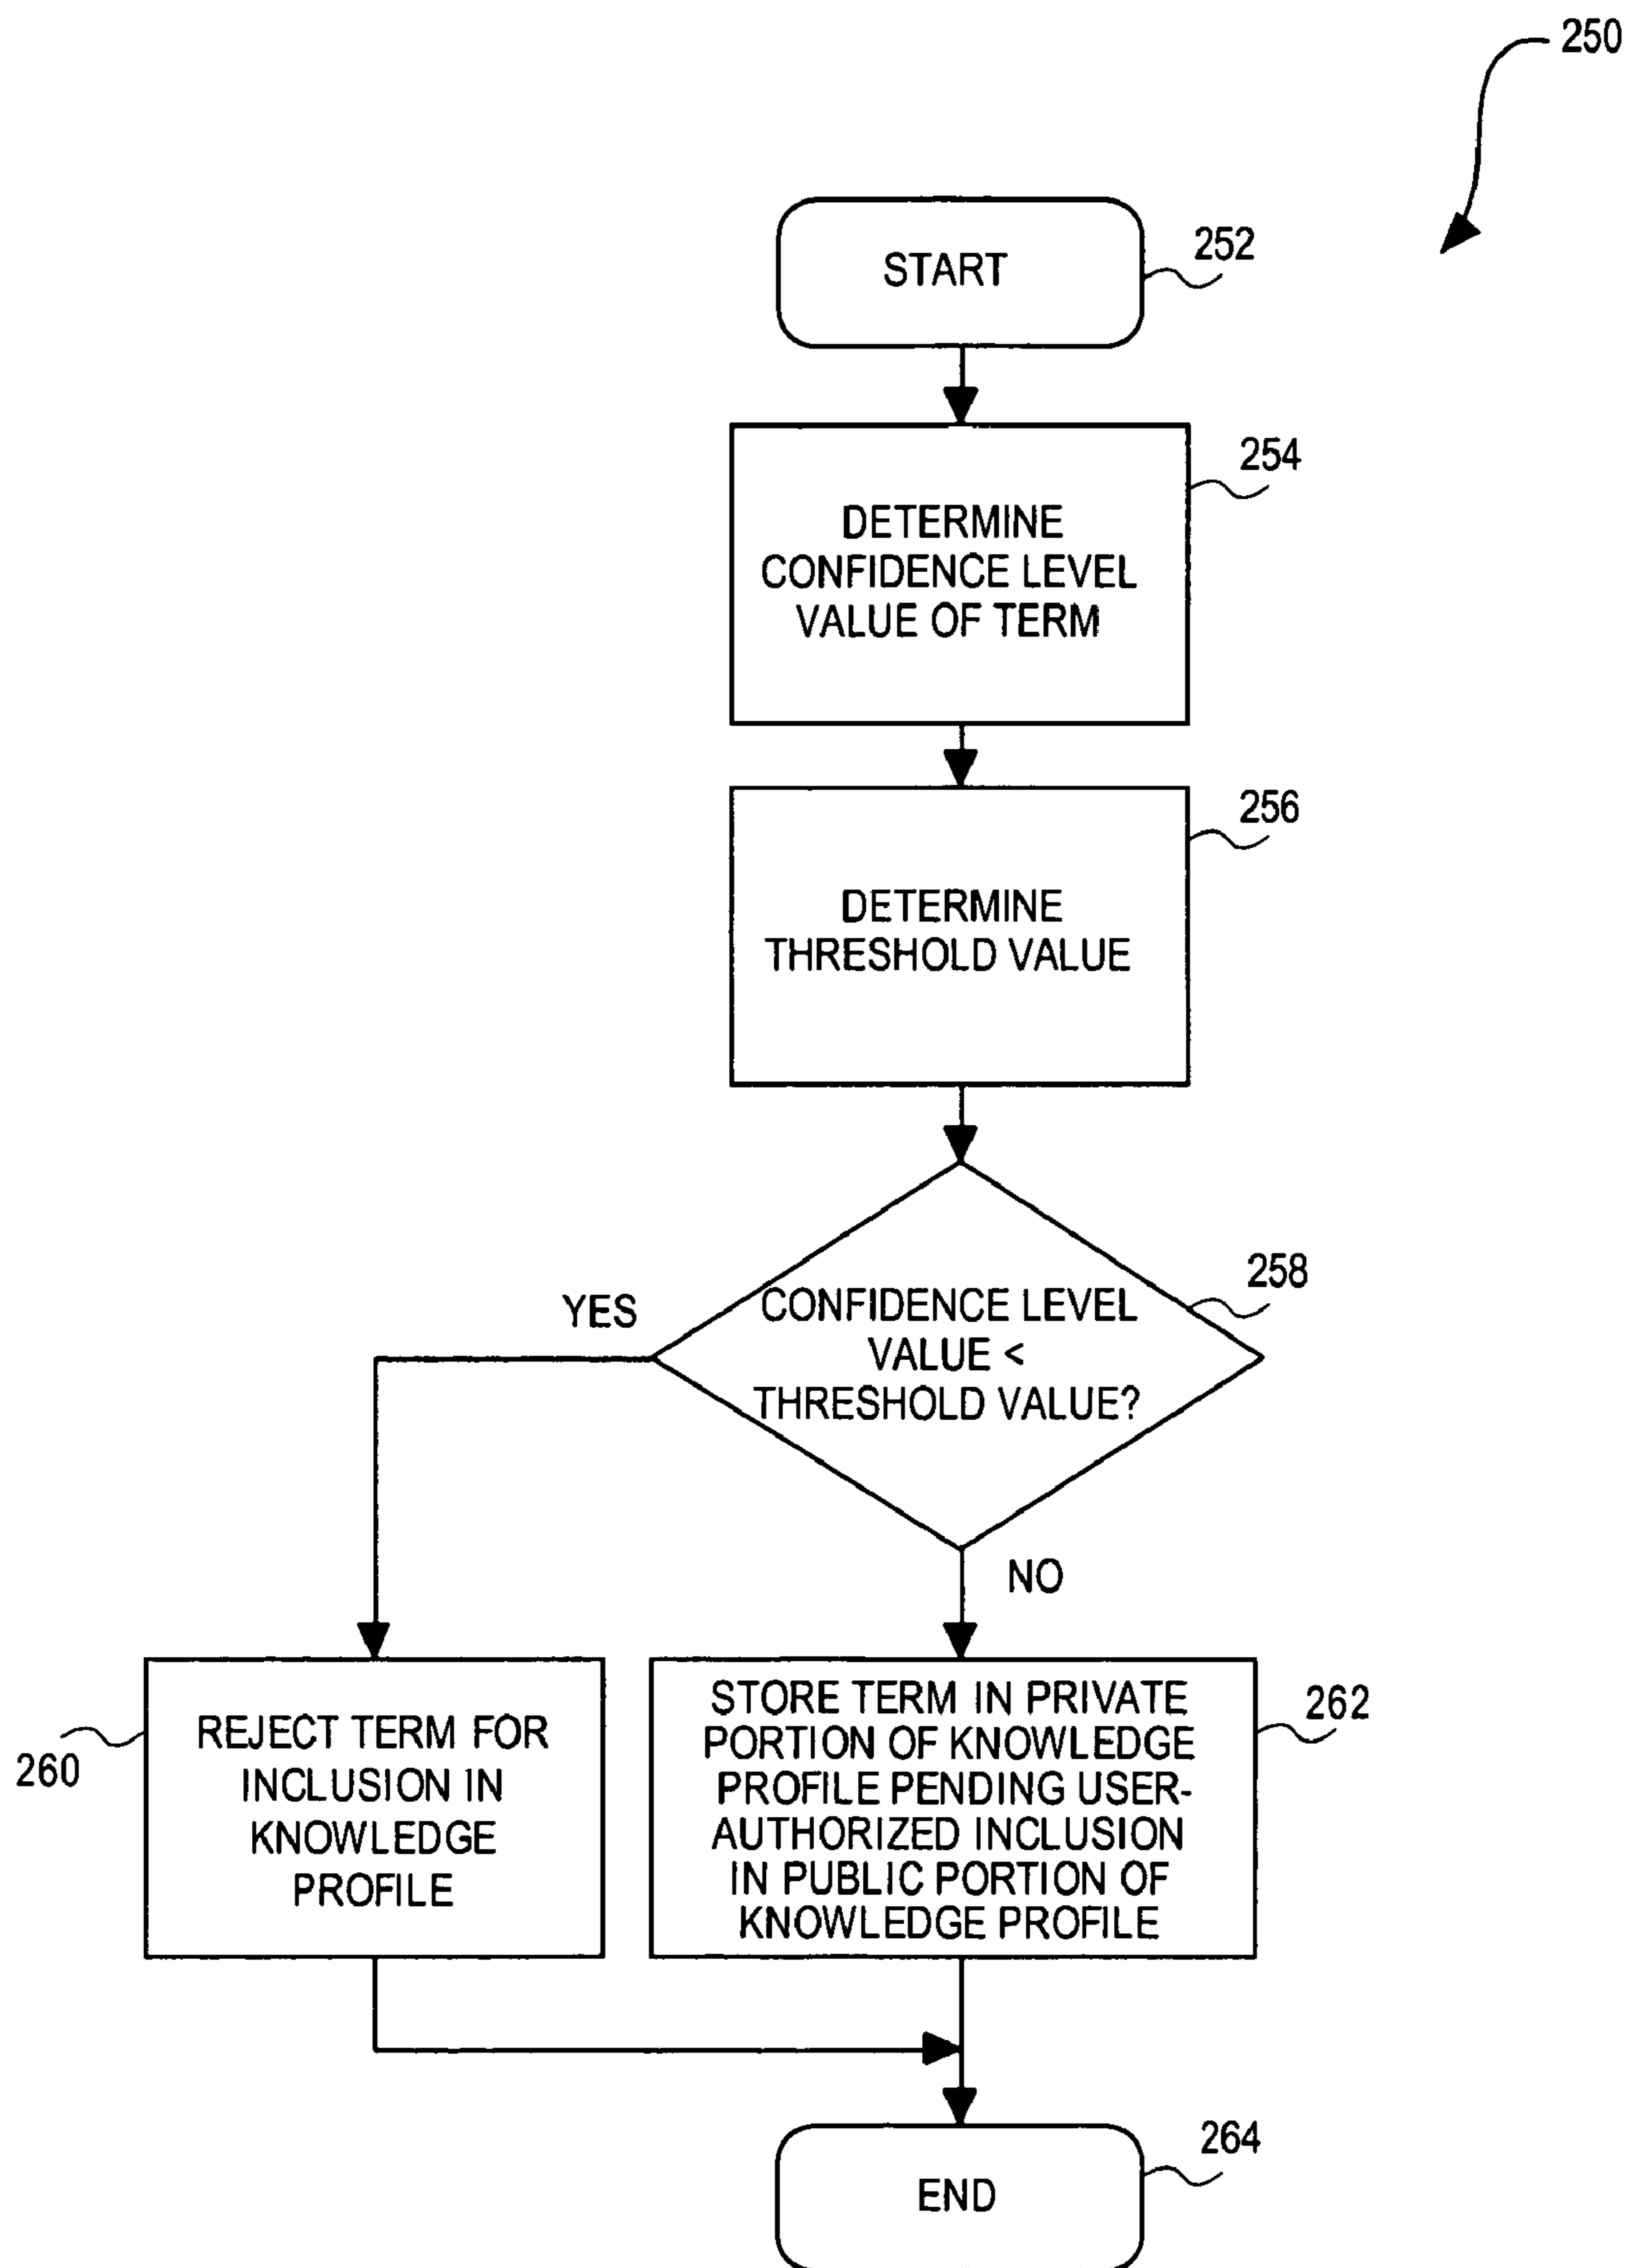 250
START
252
254
DETERMINE
CONFIDENCE LEVEL
VALUE OF TERM
256
DETERMINE
THRESHOLD VALUE
258
YES
CONFIDENCE LEVEL
VALUE <
THRESHOLD VALUE?
NO
260
REJECT TERM FOR
INCLUSION IN
KNOWLEDGE
PROFILE
STORE TERM IN PRIVATE
PORTION OF KNOWLEDGE
PROFILE PENDING USER-
AUTHORIZED INCLUSION
IN PUBLIC PORTION OF
KNOWLEDGE PROFILE
262
264
END